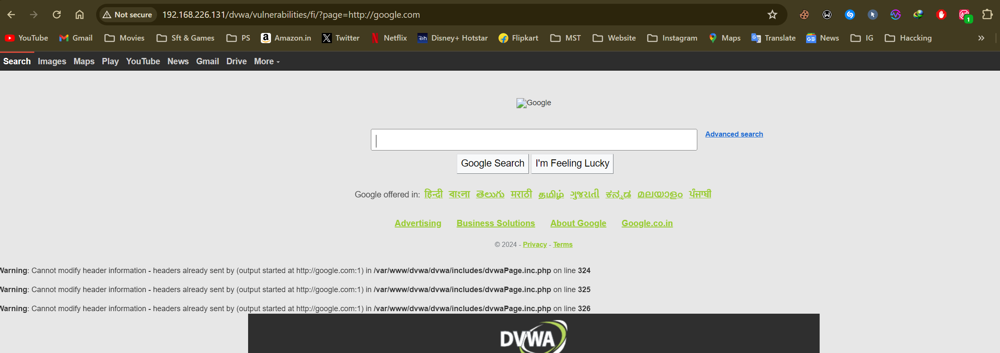 Not secure 192.168.226.131/dvwa/vulnerabilities/fi/?page=http://google.com
1
YouTube Gmail Movies Sft & Games PS Amazon.in Twitter Netflix Disney+ Hotstar Flipkart MST Website Instagram Maps Translate News IG Haccking »
Search Images Maps Play YouTube News Gmail Drive More
Google
Advanced search
Google Search I'm Feeling Lucky
Google offered in: हिन्दी বাংলা తెలుగు मराठी தமிழ் ગુજરાતી ಕನ್ನಡ മലയാളം ਪੰਜਾਬੀ
Advertising Business Solutions About Google Google.co.in
© 2024 - Privacy - Terms
Warning: Cannot modify header information - headers already sent by (output started at http://google.com:1) in /var/www/dvwa/dvwa/includes/dvwaPage.inc.php on line 324
Warning: Cannot modify header information - headers already sent by (output started at http://google.com:1) in /var/www/dvwa/dvwa/includes/dvwaPage.inc.php on line 325
Warning: Cannot modify header information - headers already sent by (output started at http://google.com:1) in /var/www/dvwa/dvwa/includes/dvwaPage.inc.php on line 326
DVWA